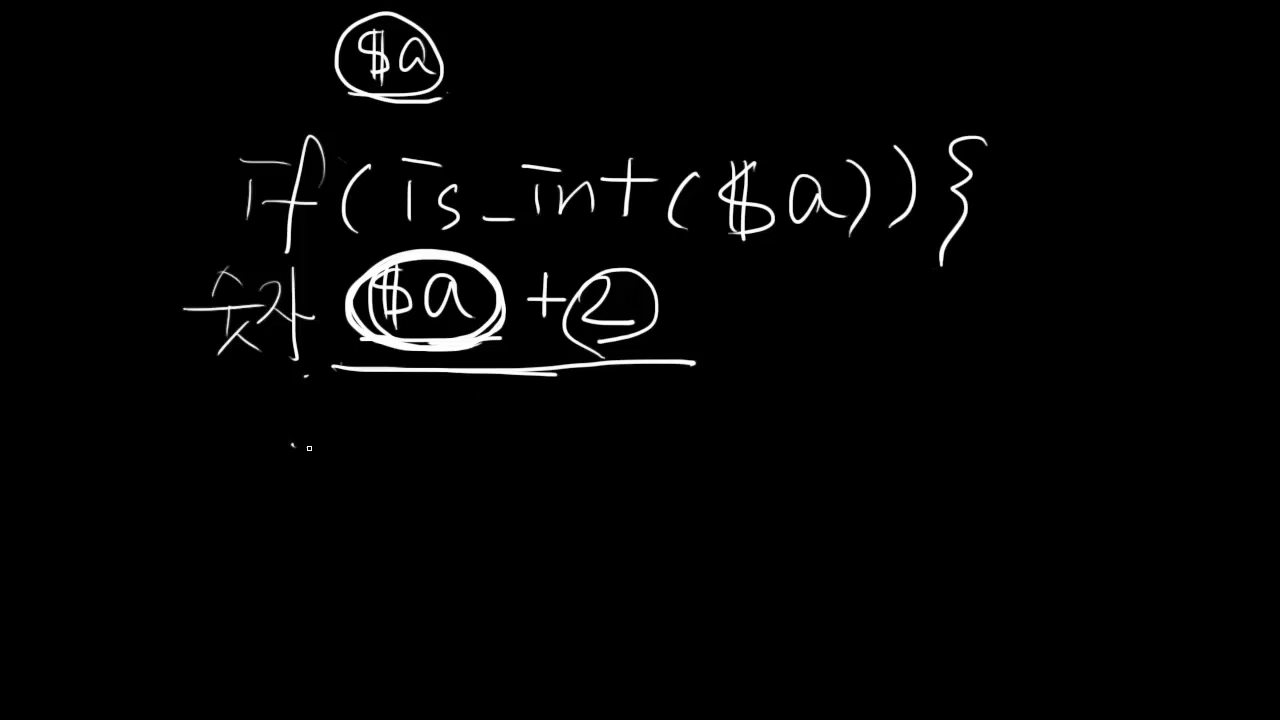 $a
if(is_int($a)){
숫자 $a + 2